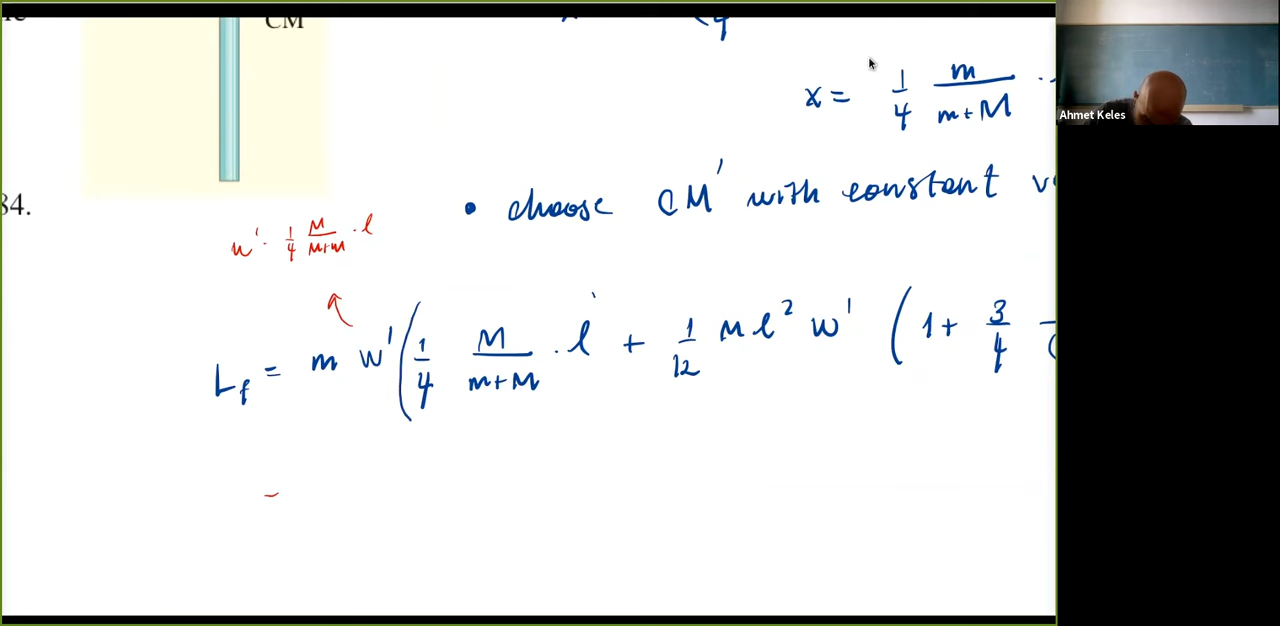 CM
x = 1/4 m/(m+M) .
34.
• choose CM' with constant v
w' . 1/4 M/(M+m) . l
L_f = m w' ( 1/4 M/(m+M) . l + 1/12 M l² w' ( 1 + 3/4
Ahmet Keles